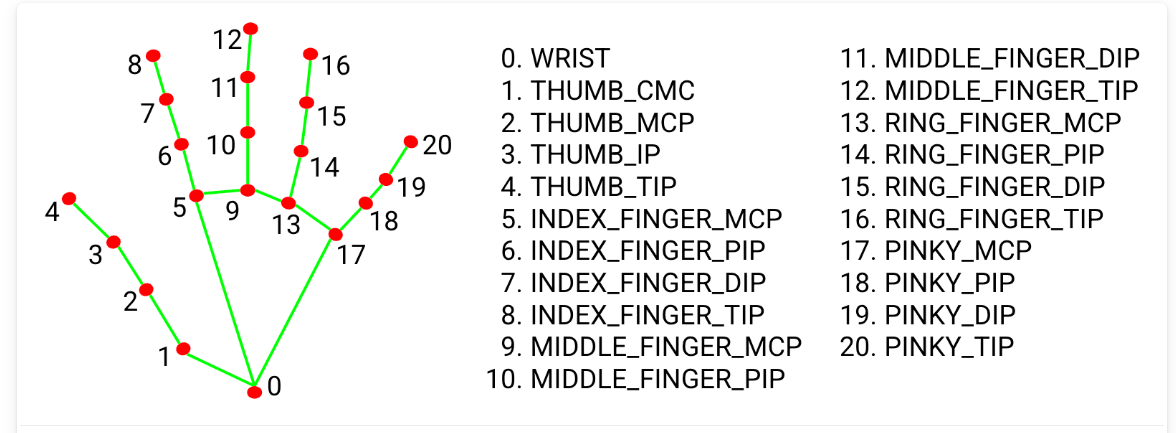 12
8
16
11
7
15
10
6
20
14
19
4
5
9
18
13
3
17
2
1
0
0. WRIST
1. THUMB_CMC
2. THUMB_MCP
3. THUMB_IP
4. THUMB_TIP
5. INDEX_FINGER_MCP
6. INDEX_FINGER_PIP
7. INDEX_FINGER_DIP
8. INDEX_FINGER_TIP
9. MIDDLE_FINGER_MCP
10. MIDDLE_FINGER_PIP
11. MIDDLE_FINGER_DIP
12. MIDDLE_FINGER_TIP
13. RING_FINGER_MCP
14. RING_FINGER_PIP
15. RING_FINGER_DIP
16. RING_FINGER_TIP
17. PINKY_MCP
18. PINKY_PIP
19. PINKY_DIP
20. PINKY_TIP